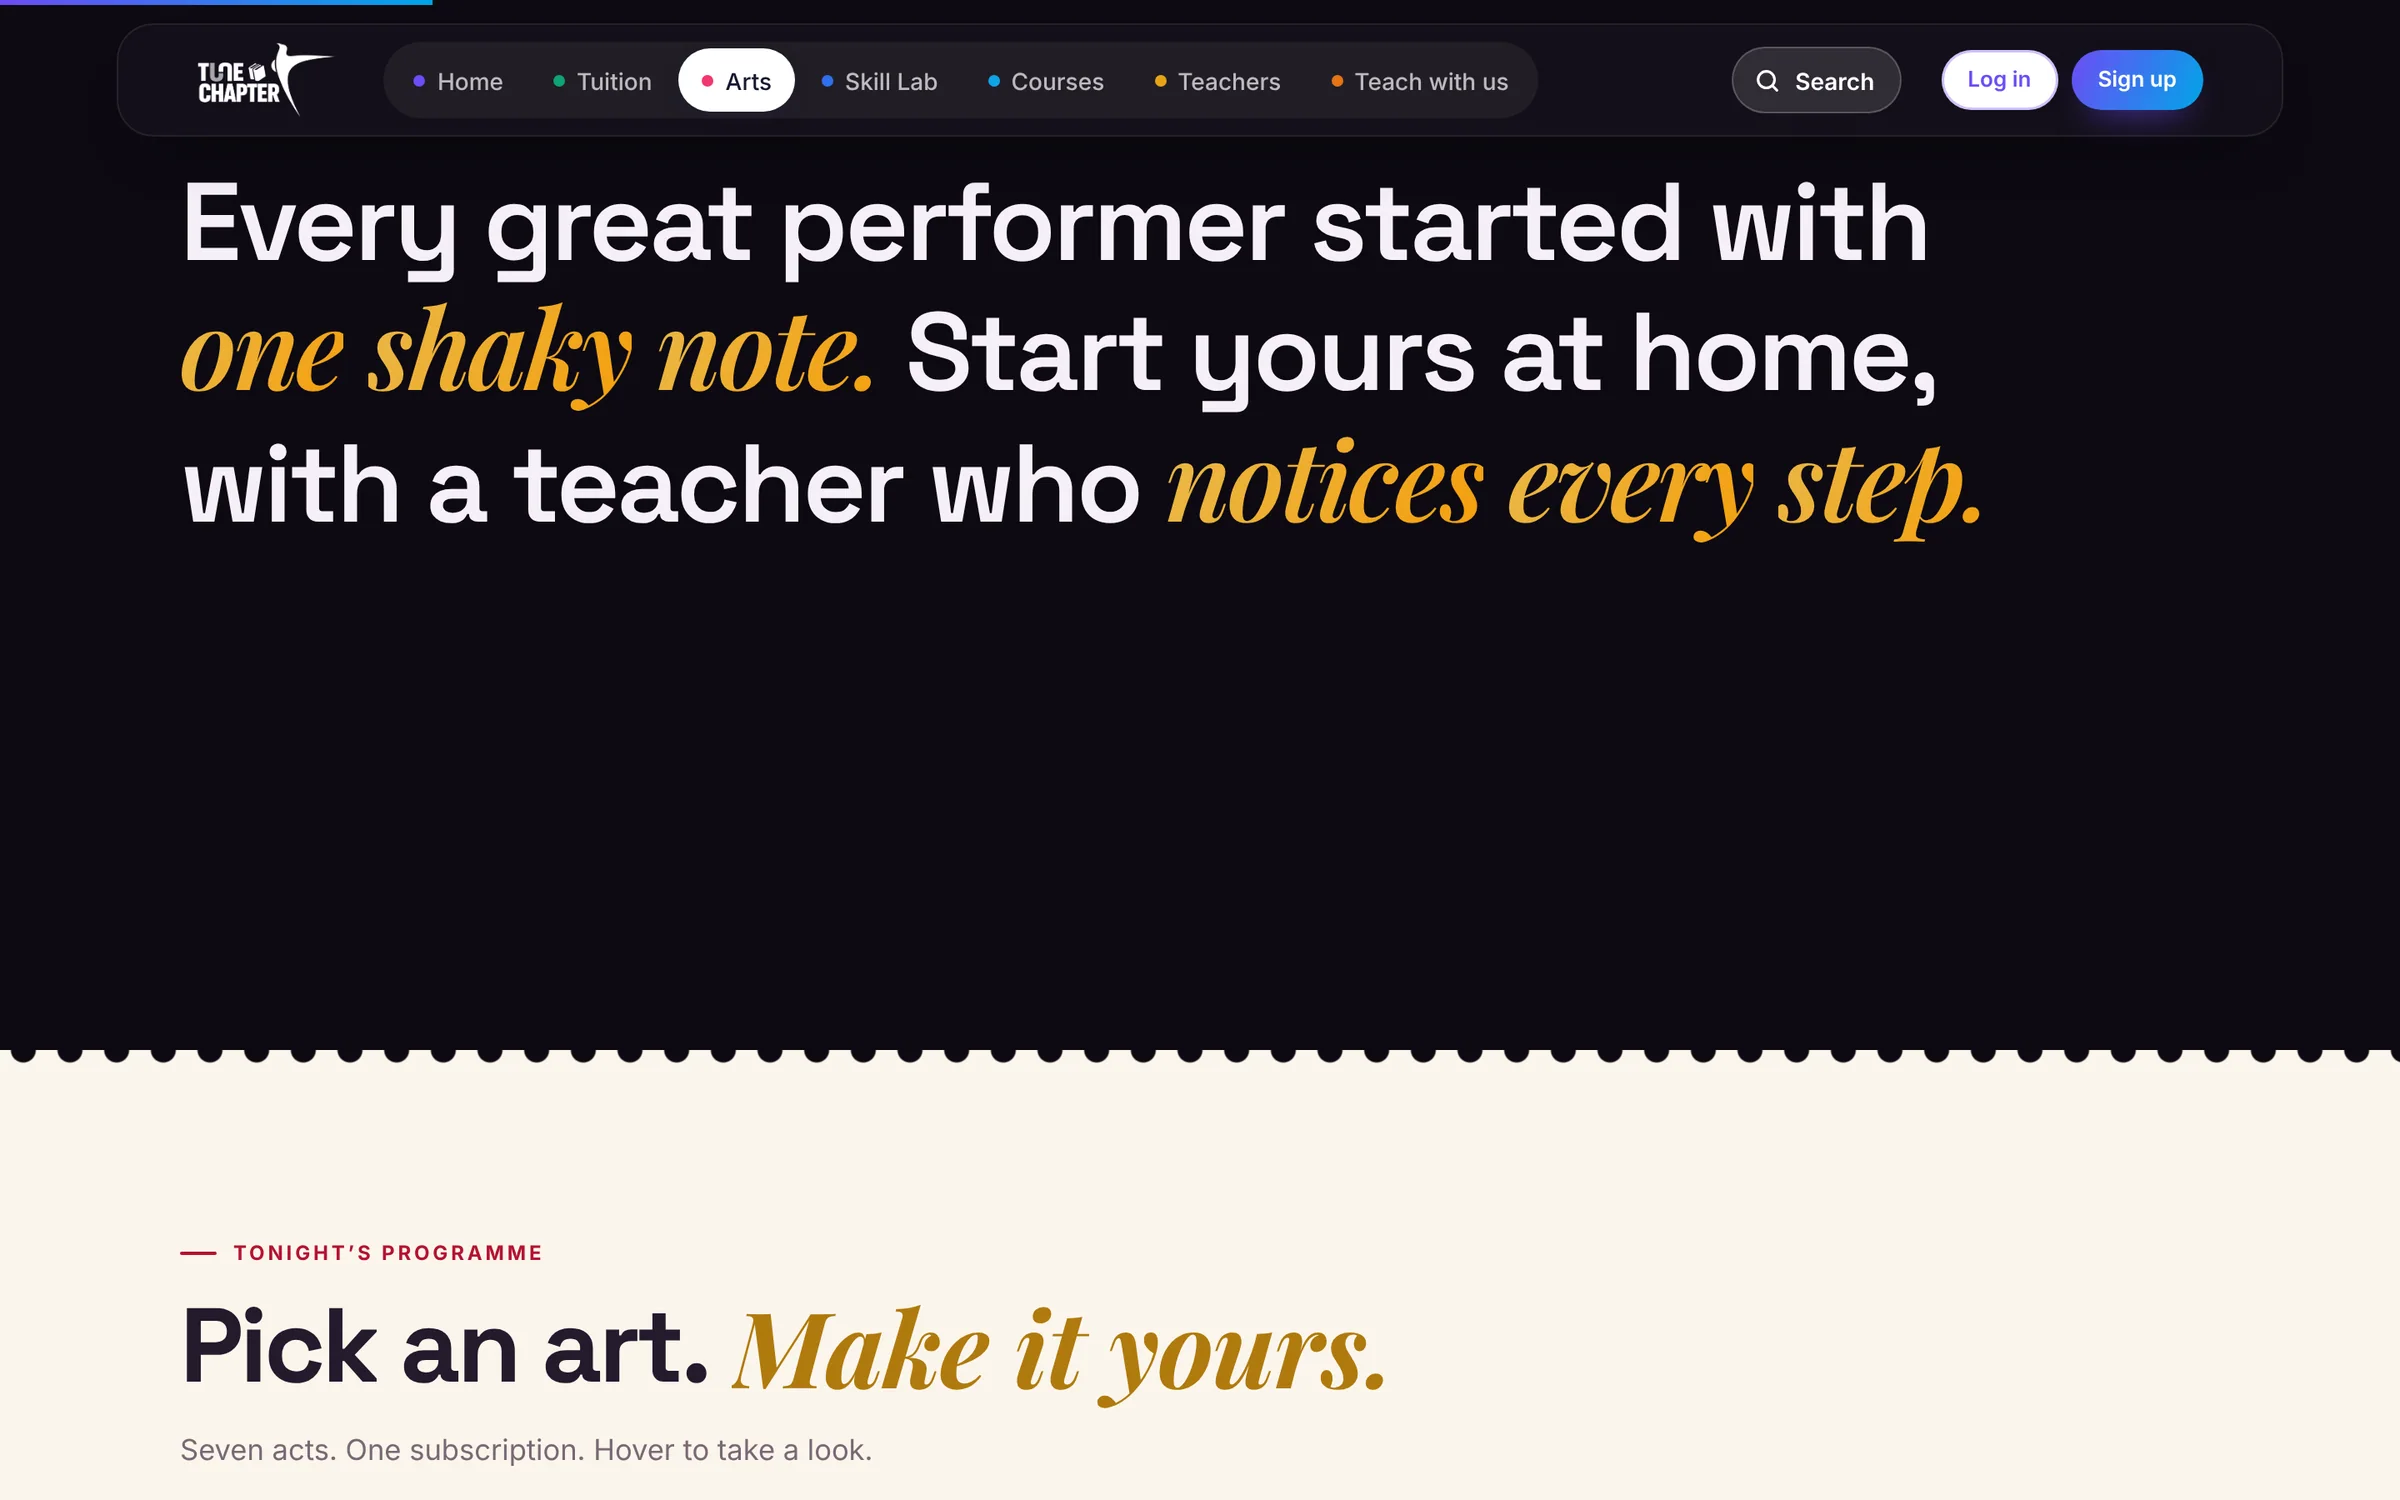 TUNE
CHAPTER
Home
Tuition
Arts
Skill Lab
Courses
Teachers
Teach with us
Search
Log in
Sign up
Every great performer started with
one shaky note. Start yours at home,
with a teacher who notices every step.
TONIGHT’S PROGRAMME
Pick an art. Make it yours.
Seven acts. One subscription. Hover to take a look.